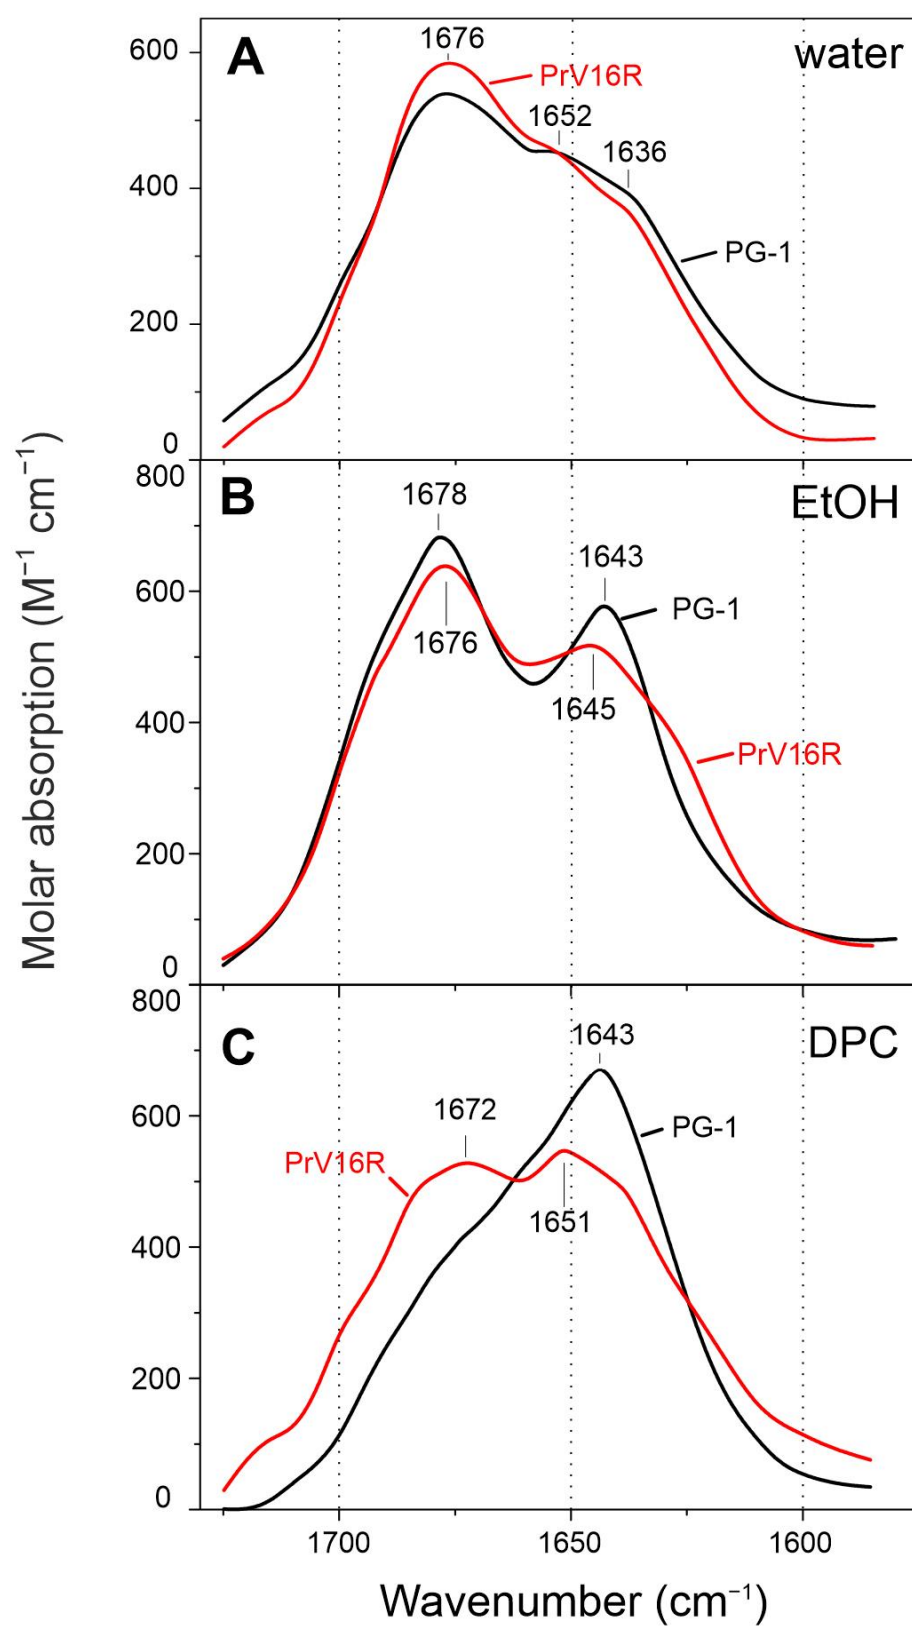 Molar absorption (M⁻¹ cm⁻¹)
A
water
1676
PrV16R
1652
1636
PG-1
600
400
200
0
B
EtOH
1678
1643
PG-1
1676
1645
PrV16R
800
600
400
200
0
C
DPC
1643
1672
PG-1
PrV16R
1651
800
600
400
200
0
1700
1650
1600
Wavenumber (cm⁻¹)